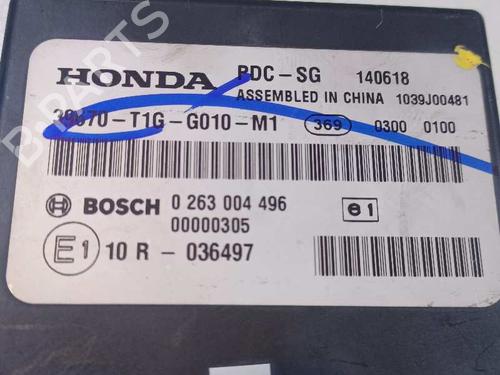 HONDA PDC-SG 140618
ASSEMBLED IN CHINA 1039J00481
39670-T1G-G010-M1 369 0300 0100
BOSCH 0 263 004 496 e1
00000305
E1 10 R - 036497
B-PARTS